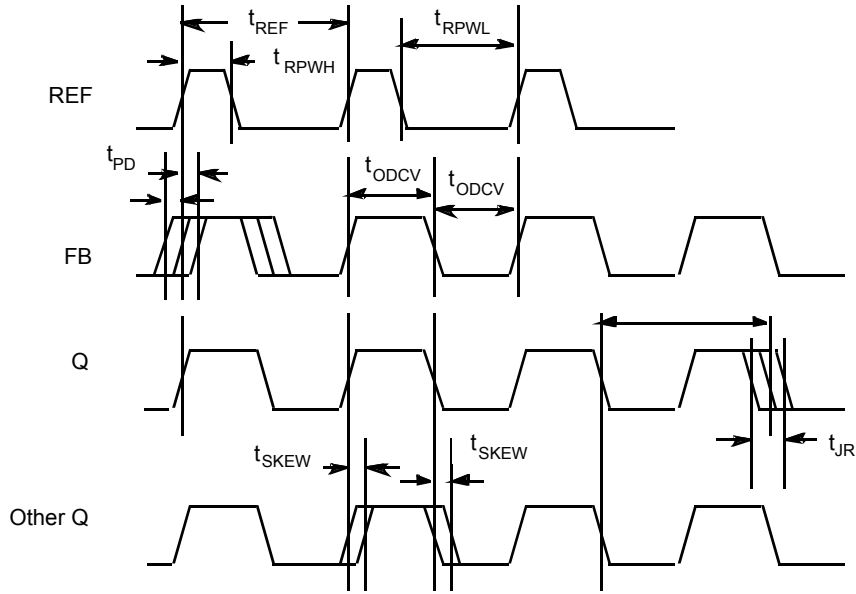 tREF
tRPWL
tRPWH
REF
tPD
tODCV
tODCV
FB
Q
tJR
tSKEW
tSKEW
Other Q